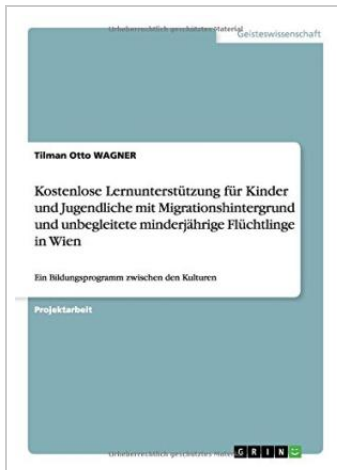 Urheberrechtlich geschütztes Material
Geisteswissenschaft
Tilman Otto WAGNER
Kostenlose Lernunterstützung für Kinder
und Jugendliche mit Migrationshintergrund
und unbegleitete minderjährige Flüchtlinge
in Wien
Ein Bildungsprogramm zwischen den Kulturen
Projektarbeit
Urheberrechtlich geschütztes Material
GRIN